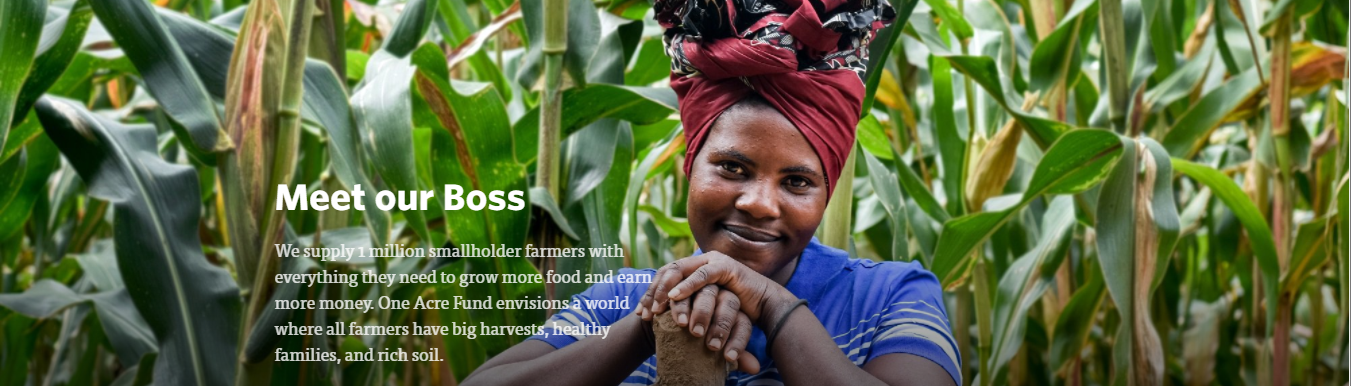 Meet our Boss
We supply 1 million smallholder farmers with
everything they need to grow more food and earn
more money. One Acre Fund envisions a world
where all farmers have big harvests, healthy
families, and rich soil.